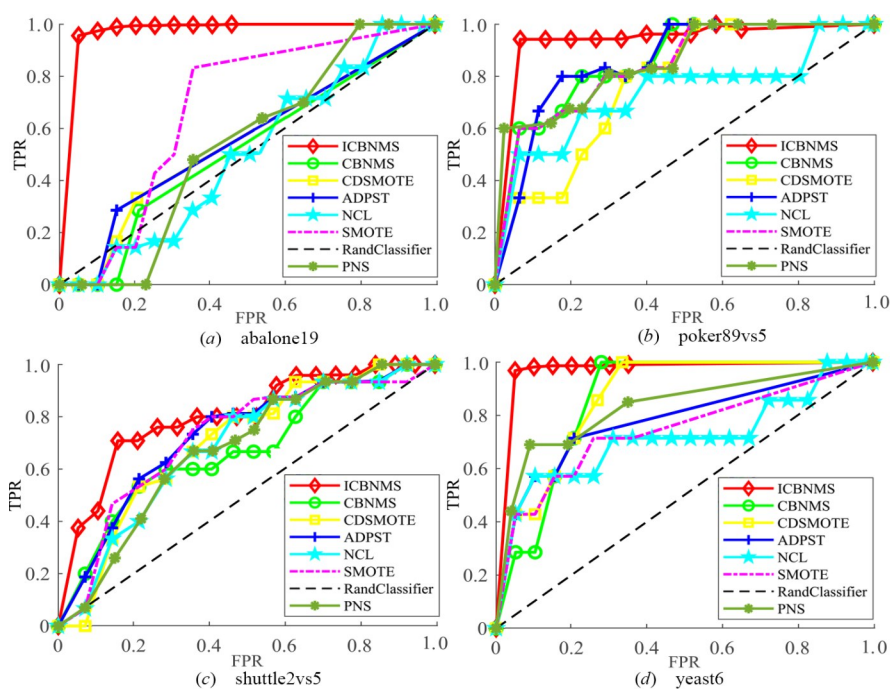 TPR
1.0
0.8
0.6
0.4
0.2
0.0
0 0.2 0.4 0.6 0.8 1.0
FPR
ICBNMS
CBNMS
CDSMOTE
ADPST
NCL
SMOTE
RandClassifier
PNS
(a) abalone19
TPR
1.0
0.8
0.6
0.4
0.2
0.0
0 0.2 0.4 0.6 0.8 1.0
FPR
ICBNMS
CBNMS
CDSMOTE
ADPST
NCL
SMOTE
RandClassifier
PNS
(b) poker89vs5
TPR
1.0
0.8
0.6
0.4
0.2
0.0
0 0.2 0.4 0.6 0.8 1.0
FPR
ICBNMS
CBNMS
CDSMOTE
ADPST
NCL
SMOTE
RandClassifier
PNS
(c) shuttle2vs5
TPR
1.0
0.8
0.6
0.4
0.2
0.0
0 0.2 0.4 0.6 0.8 1.0
FPR
ICBNMS
CBNMS
CDSMOTE
ADPST
NCL
SMOTE
RandClassifier
PNS
(d) yeast6